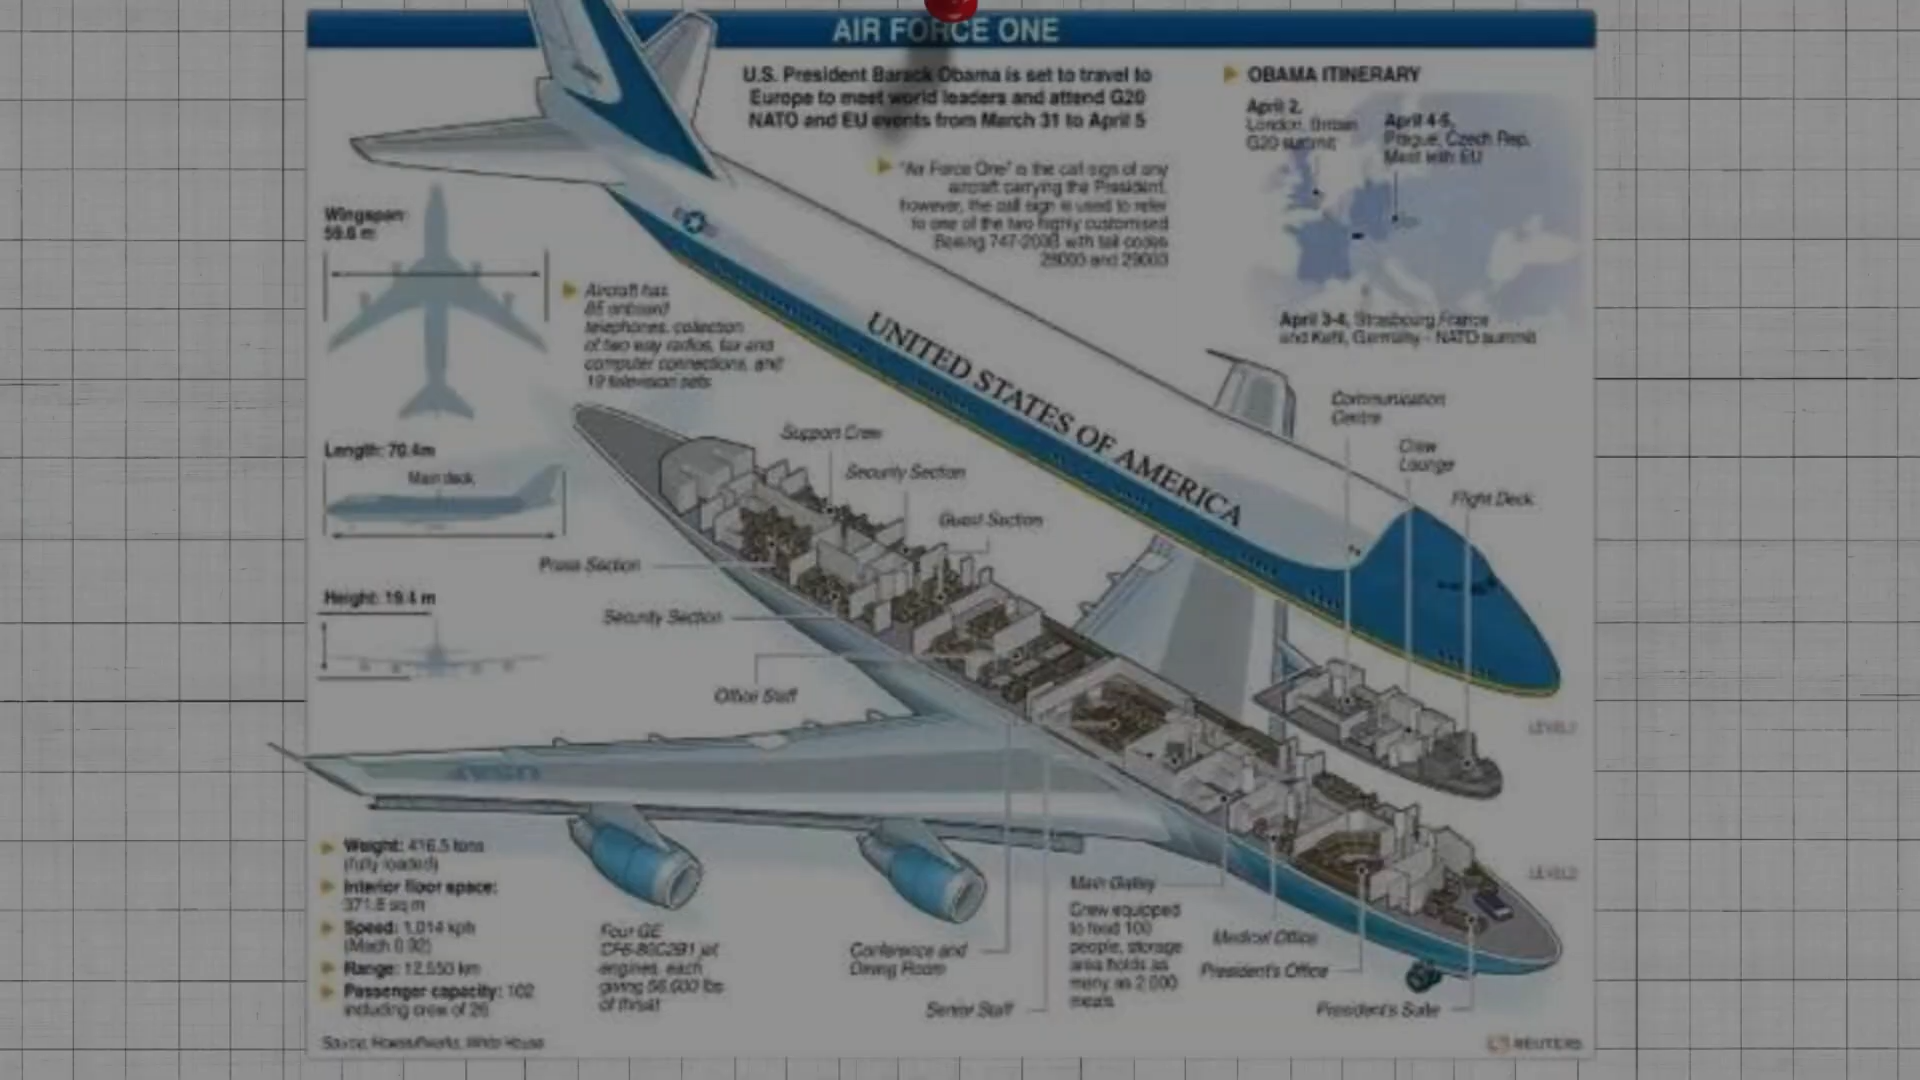 AIR FORCE ONE
U.S. President Barack Obama is set to travel to
Europe to meet world leaders and attend G20
NATO and EU events from March 31 to April 5
OBAMA ITINERARY
April 2,
London, Britain
G20 summit
April 4-5,
Prague, Czech Rep.
Meet with EU
April 3-4, Strasbourg, France
and Kehl, Germany - NATO summit
"Air Force One" is the call sign of any
aircraft carrying the President,
however, the call sign is used to refer
to one of the two highly customised
Boeing 747-200B with tail codes
28000 and 29000
Wingspan:
59.6 m
Aircraft has
85 onboard
telephones, collection
of two way radios, fax and
computer connections, and
19 television sets
UNITED STATES OF AMERICA
Length: 70.4m
Main deck
Height: 19.4 m
Support Crew
Security Section
Guest Section
Press Section
Security Section
Office Staff
Communication
Centre
Crew
Lounge
Flight Deck
LEVEL
LEVEL
Weight: 416.5 tons
(fully loaded)
Interior floor space:
371.6 sq m
Speed: 1,014 kph
(Mach 0.92)
Range: 12,550 km
Passenger capacity: 102
including crew of 26
Four GE
CF6-80C2B1 jet
engines, each
giving 56,000 lbs
of thrust
Conference and
Dining Room
Senior Staff
Main Galley
Crew equipped
to feed 100
people, storage
area holds as
many as 2,000
meals
Medical Office
President's Office
President's Suite
Source: HowStuffWorks, White House
REUTERS